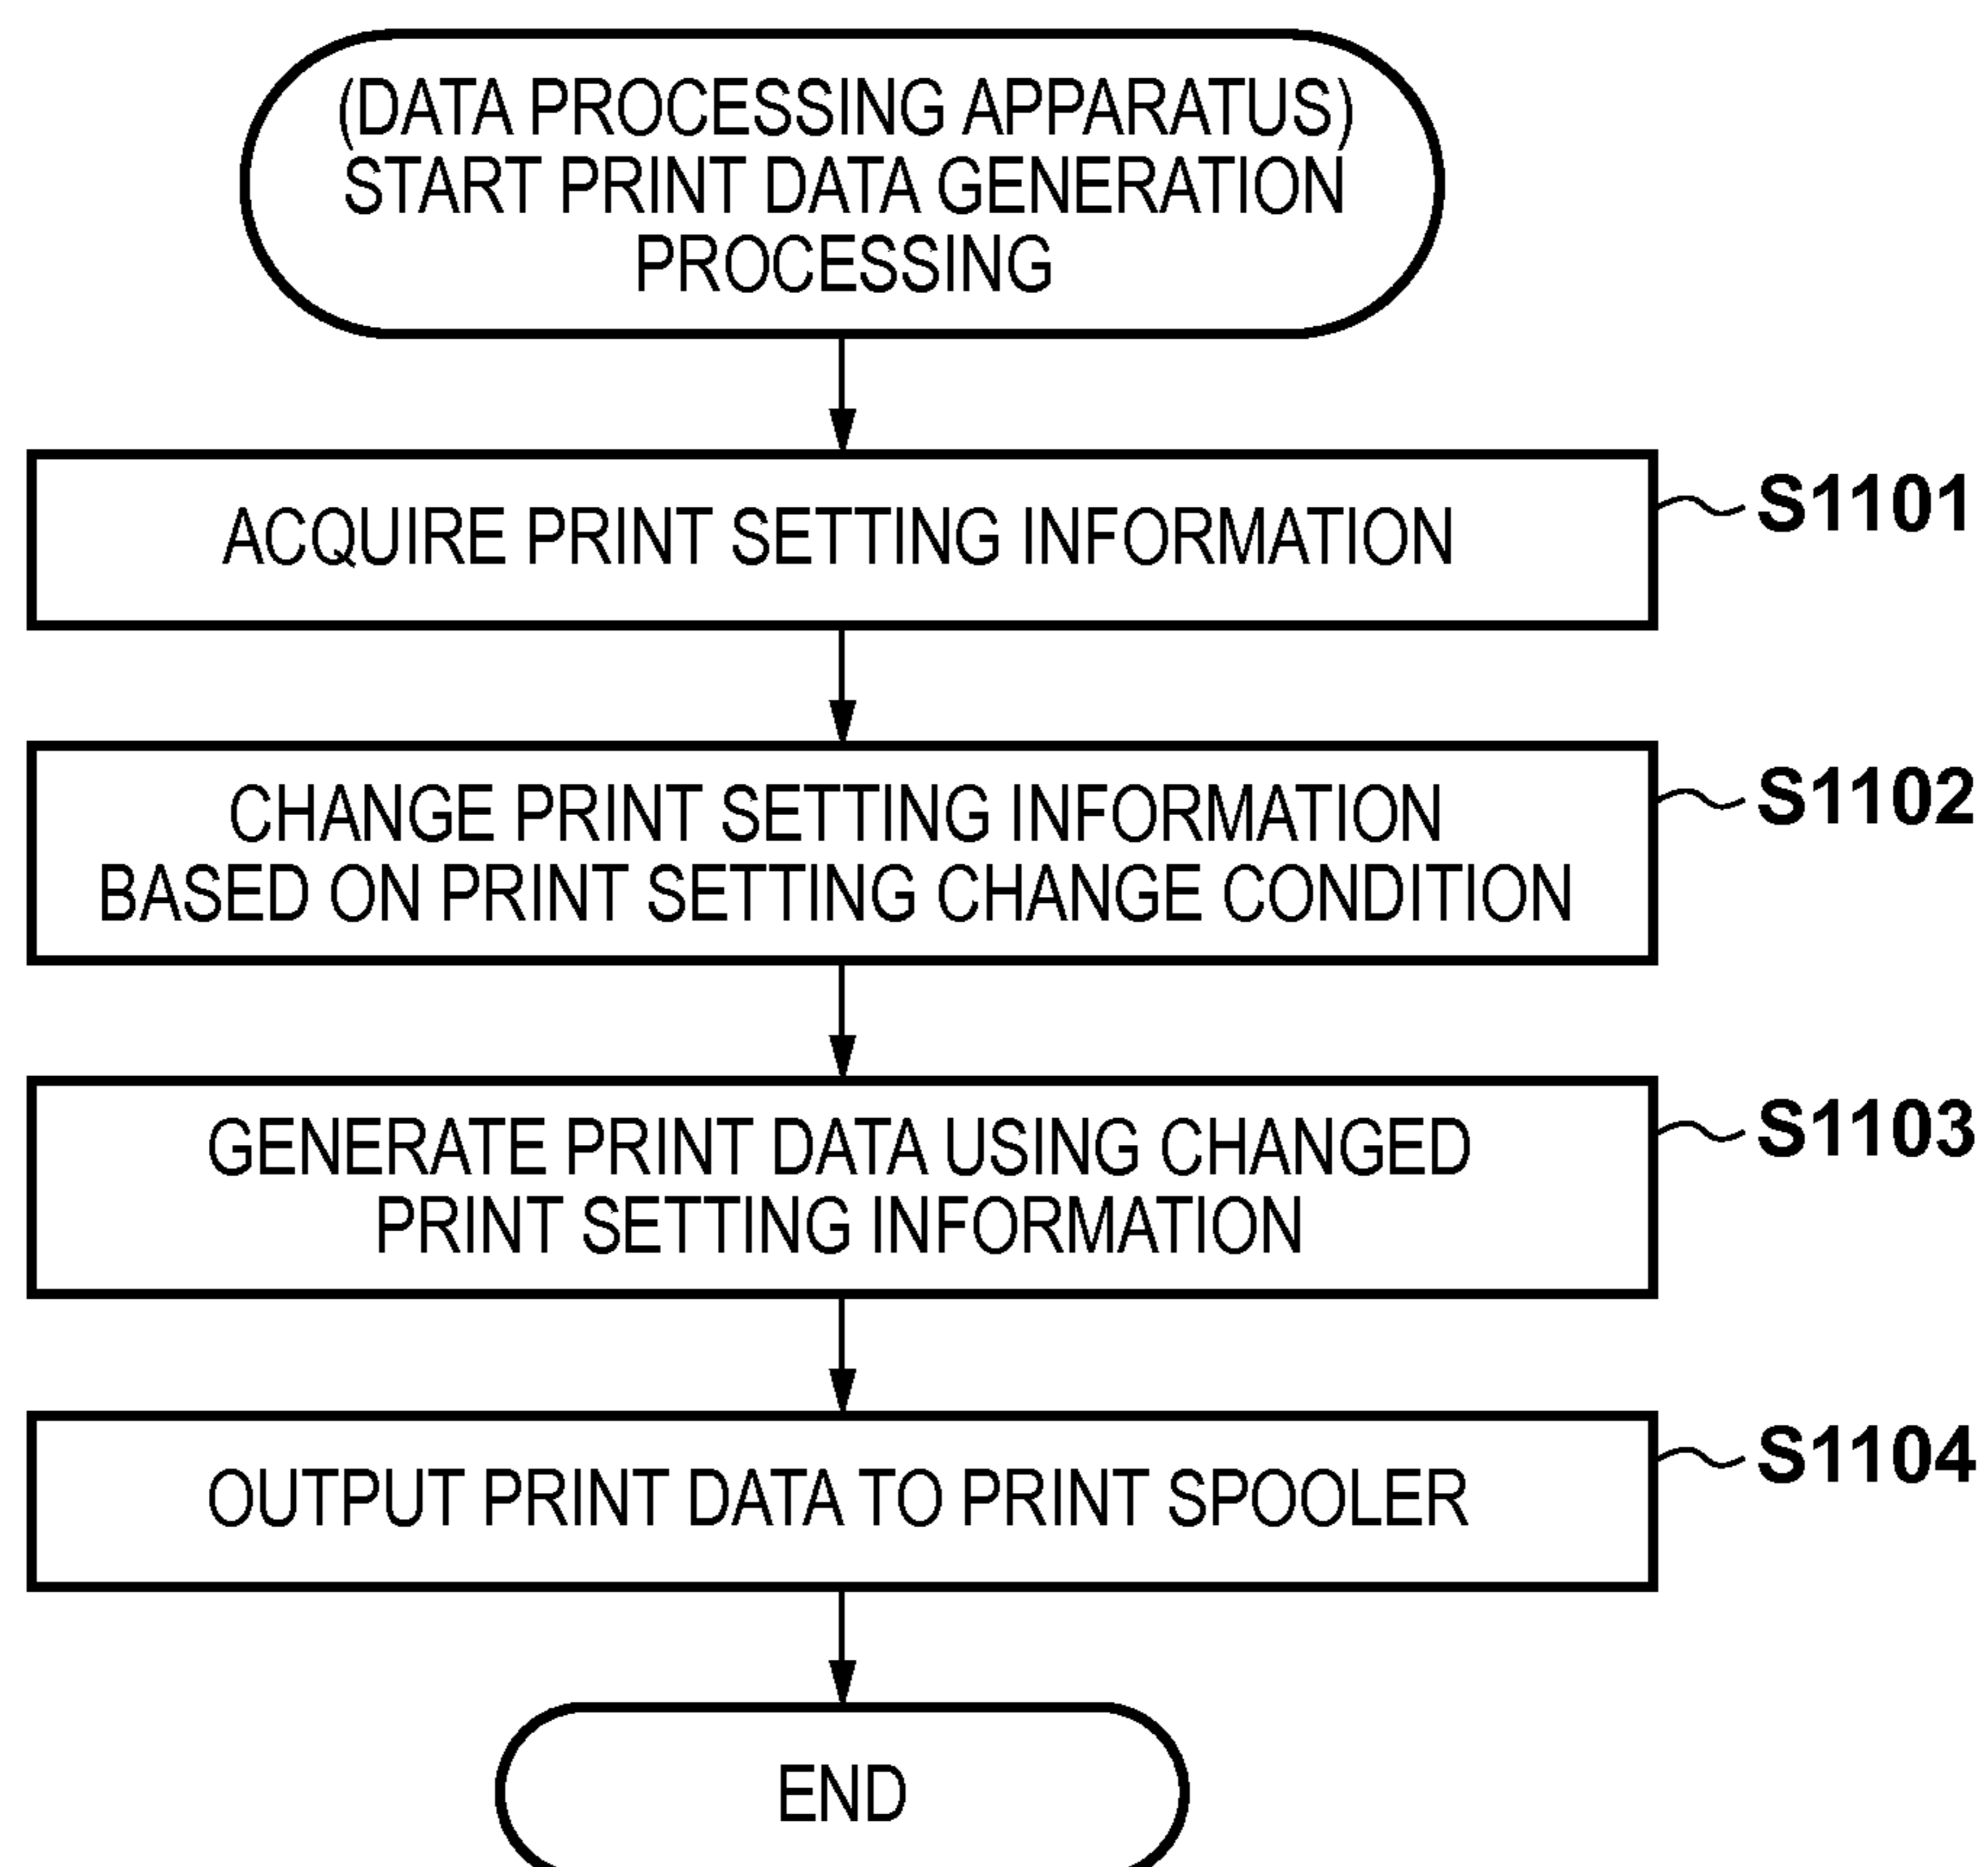 (DATA PROCESSING APPARATUS)
START PRINT DATA GENERATION
PROCESSING
ACQUIRE PRINT SETTING INFORMATION
S1101
CHANGE PRINT SETTING INFORMATION
BASED ON PRINT SETTING CHANGE CONDITION
S1102
GENERATE PRINT DATA USING CHANGED
PRINT SETTING INFORMATION
S1103
OUTPUT PRINT DATA TO PRINT SPOOLER
S1104
END